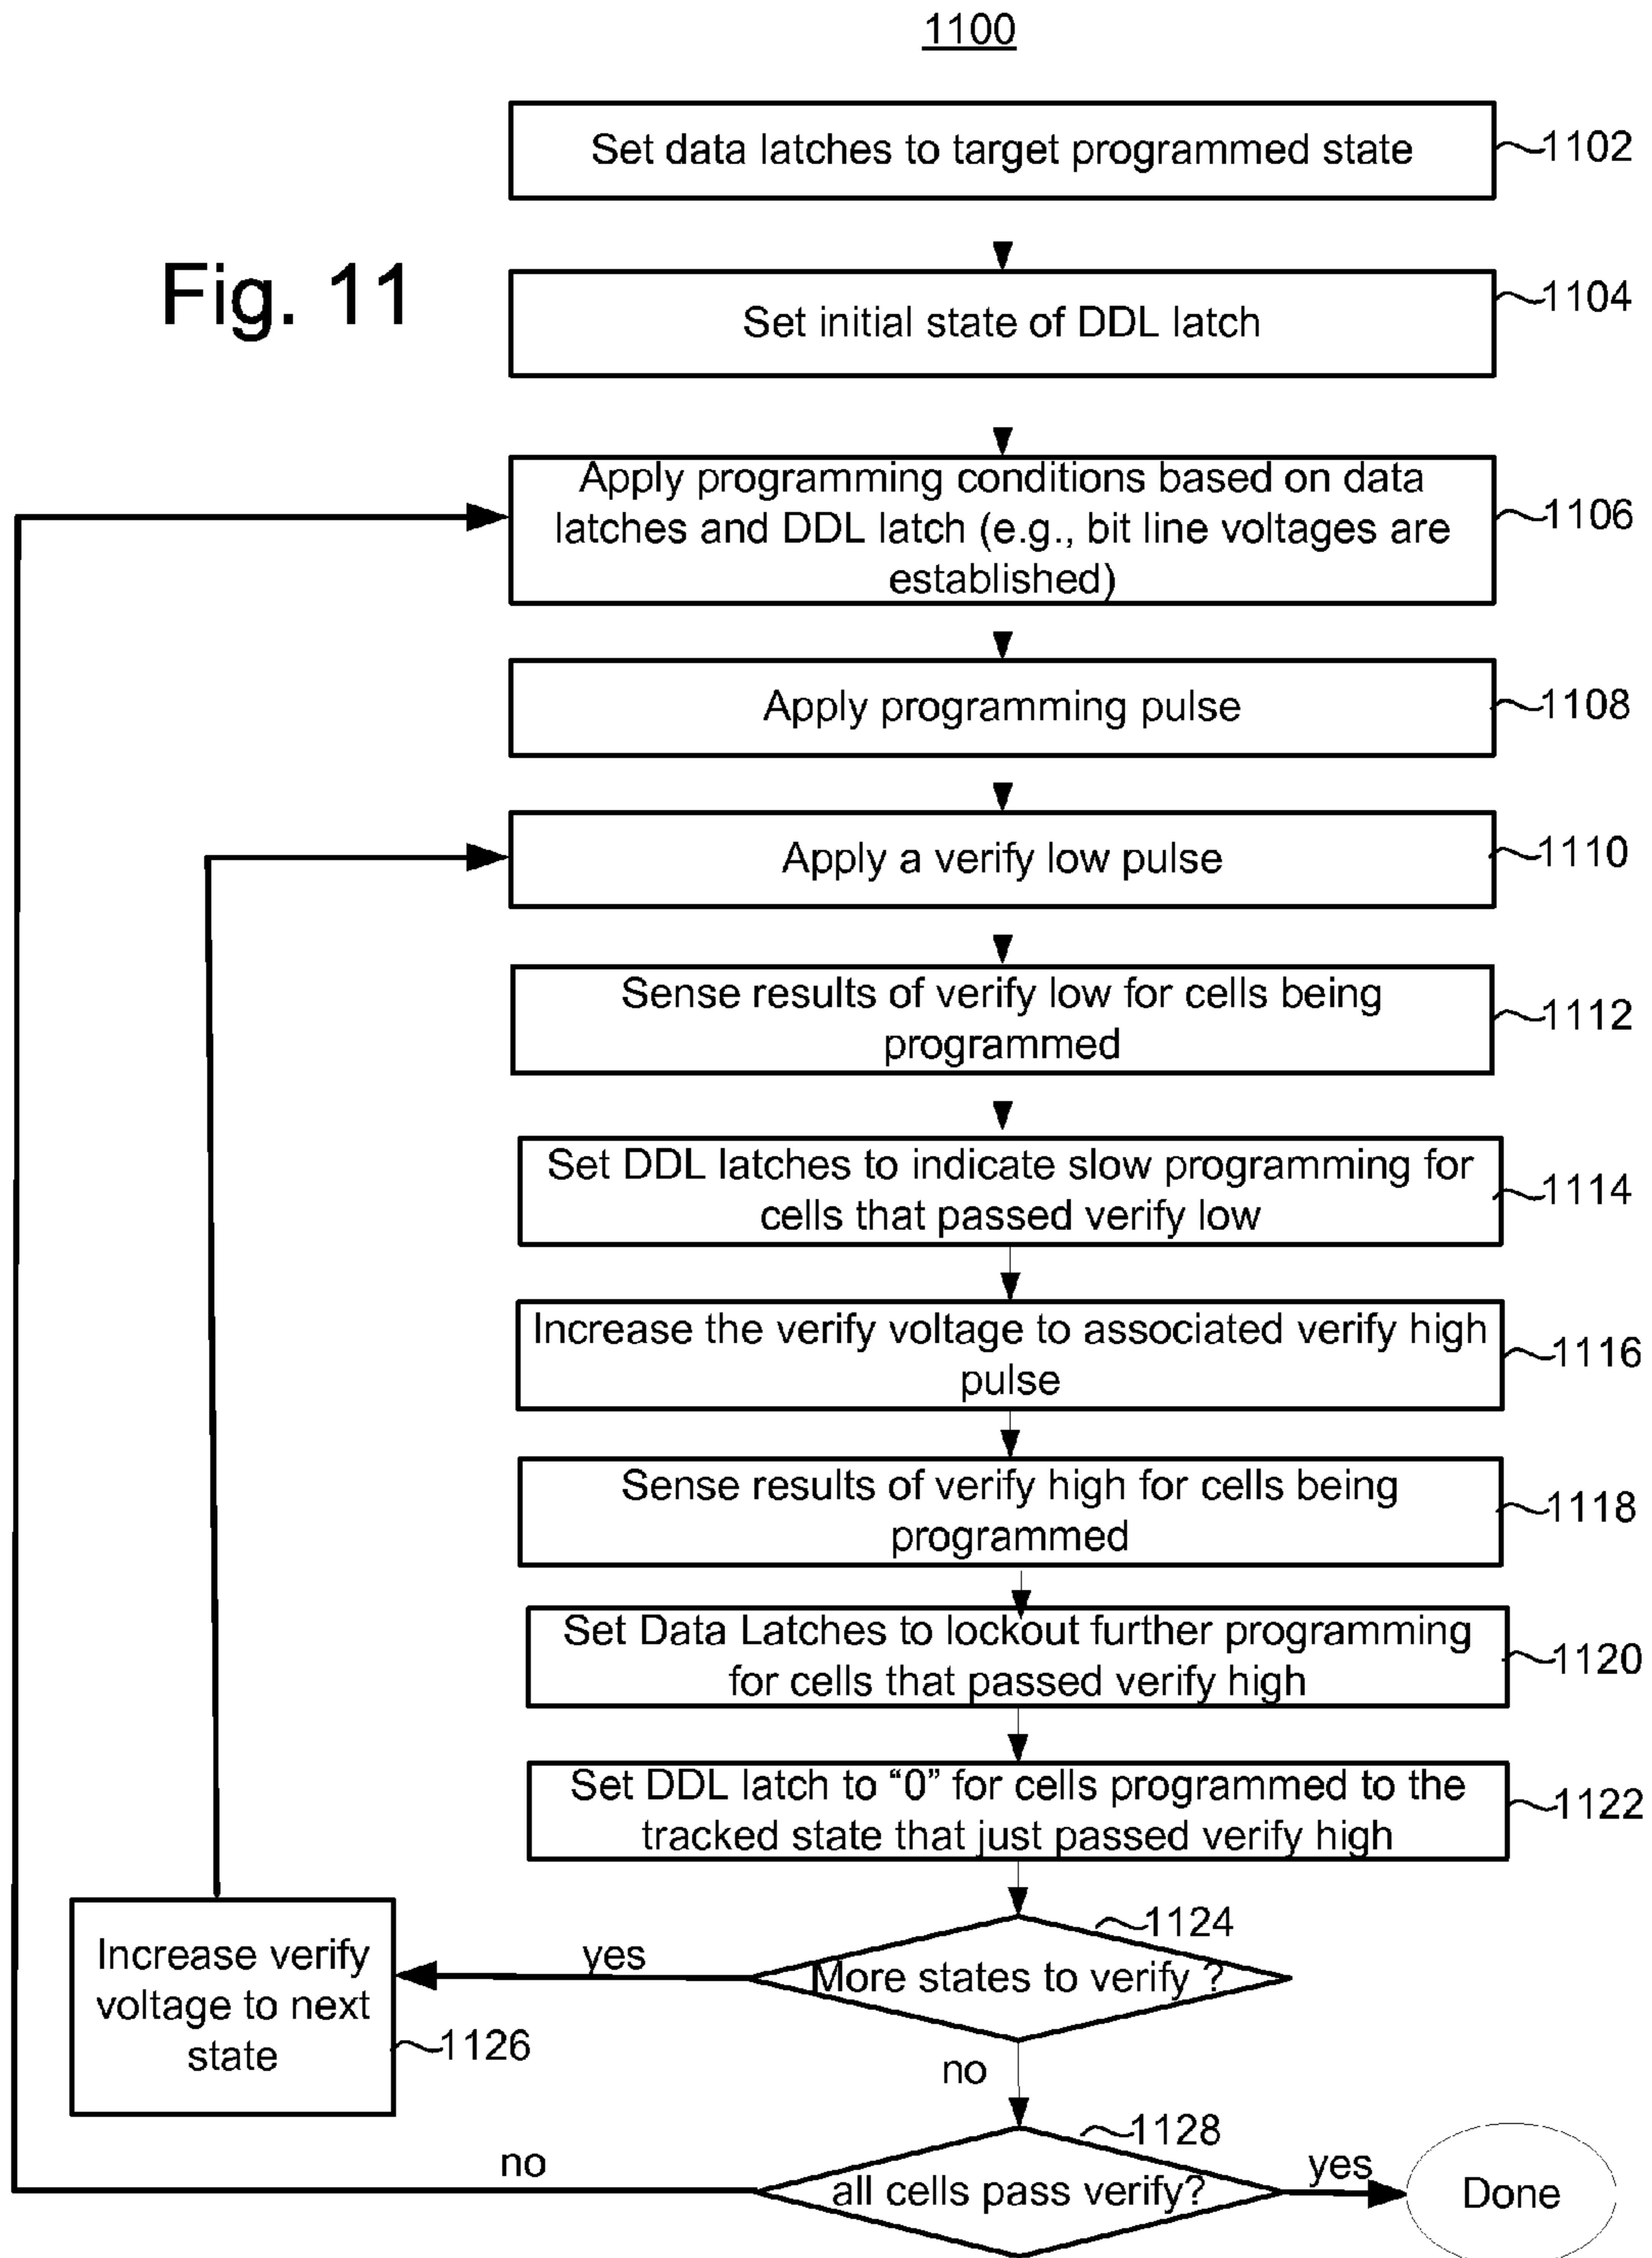 1100
Set data latches to target programmed state
1102
Fig. 11
Set initial state of DDL latch
1104
Apply programming conditions based on data
latches and DDL latch (e.g., bit line voltages are
established)
1106
Apply programming pulse
1108
Apply a verify low pulse
1110
Sense results of verify low for cells being
programmed
1112
Set DDL latches to indicate slow programming for
cells that passed verify low
1114
Increase the verify voltage to associated verify high
pulse
1116
Sense results of verify high for cells being
programmed
1118
Set Data Latches to lockout further programming
for cells that passed verify high
1120
Set DDL latch to “0” for cells programmed to the
tracked state that just passed verify high
1122
1124
More states to verify ?
yes
Increase verify
voltage to next
state
1126
no
1128
all cells pass verify?
no
yes
Done